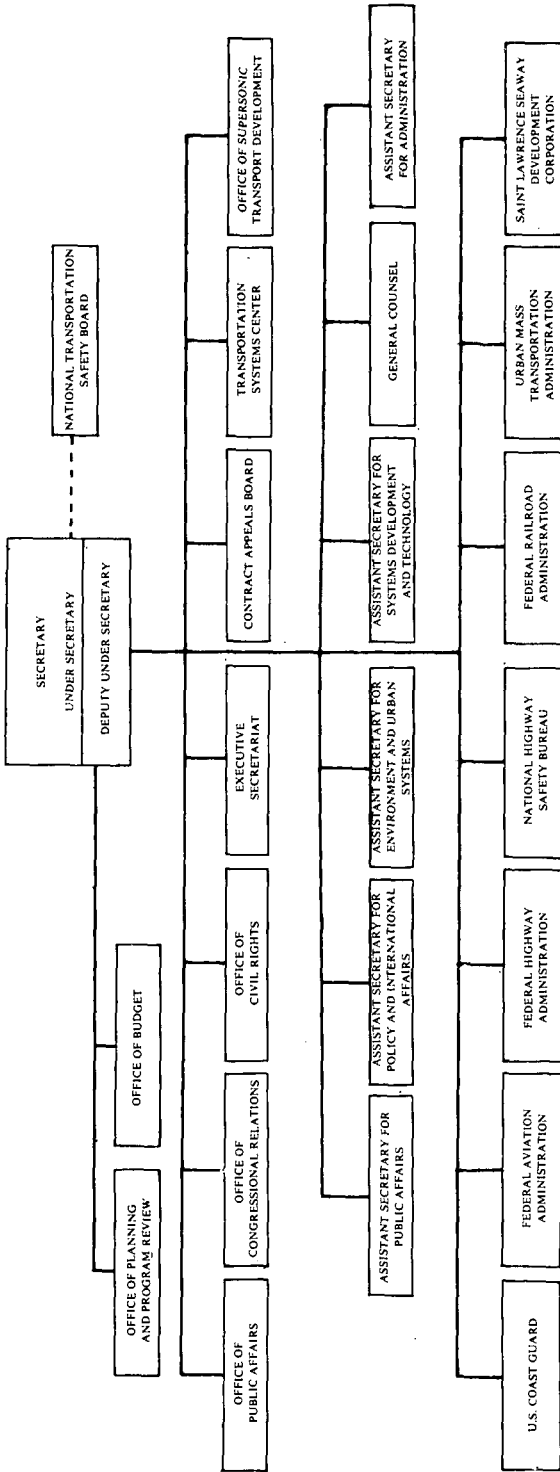 SECRETARY
UNDER SECRETARY
DEPUTY UNDER SECRETARY
NATIONAL TRANSPORTATION
SAFETY BOARD
OFFICE OF PLANNING
AND PROGRAM REVIEW
OFFICE OF BUDGET
OFFICE OF
PUBLIC AFFAIRS
OFFICE OF
CONGRESSIONAL RELATIONS
OFFICE OF
CIVIL RIGHTS
EXECUTIVE
SECRETARIAT
CONTRACT APPEALS BOARD
TRANSPORTATION
SYSTEMS CENTER
OFFICE OF SUPERSONIC
TRANSPORT DEVELOPMENT
ASSISTANT SECRETARY FOR
PUBLIC AFFAIRS
ASSISTANT SECRETARY FOR
POLICY AND INTERNATIONAL
AFFAIRS
ASSISTANT SECRETARY FOR
ENVIRONMENT AND URBAN
SYSTEMS
ASSISTANT SECRETARY FOR
SYSTEMS DEVELOPMENT
AND TECHNOLOGY
GENERAL COUNSEL
ASSISTANT SECRETARY
FOR ADMINISTRATION
U.S. COAST GUARD
FEDERAL AVIATION
ADMINISTRATION
FEDERAL HIGHWAY
ADMINISTRATION
NATIONAL HIGHWAY
SAFETY BUREAU
FEDERAL RAILROAD
ADMINISTRATION
URBAN MASS
TRANSPORTATION
ADMINISTRATION
SAINT LAWRENCE SEAWAY
DEVELOPMENT
CORPORATION